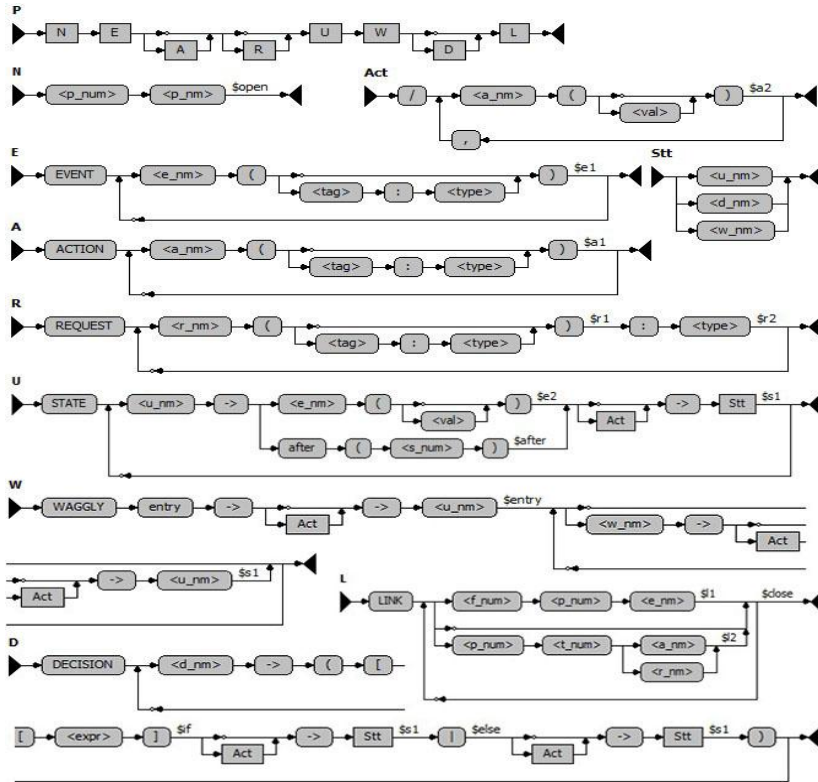 P
N E A R U W D L
N
<p_num> <p_nm> $open
Act
/ <a_nm> ( <val> ) $a2
,
E
EVENT <e_nm> ( <tag> : <type> ) $e1
Stt
<u_nm>
<d_nm>
<w_nm>
A
ACTION <a_nm> ( <tag> : <type> ) $a1
R
REQUEST <r_nm> ( <tag> : <type> ) $r1 : <type> $r2
U
STATE <u_nm> -> <e_nm> ( <val> ) $e2 Act -> Stt $s1
after ( <s_num> ) $after
W
WAGGLY entry -> Act -> <u_nm> $entry <w_nm> -> Act
Act -> <u_nm> $s1
L
LINK <f_num> <p_num> <e_nm> $l1 $close
<p_num> <t_num> <a_nm> $l2
<r_nm>
D
DECISION <d_nm> -> ( [
[ <expr> ] $if Act -> Stt $s1 | $else Act -> Stt $s1 )